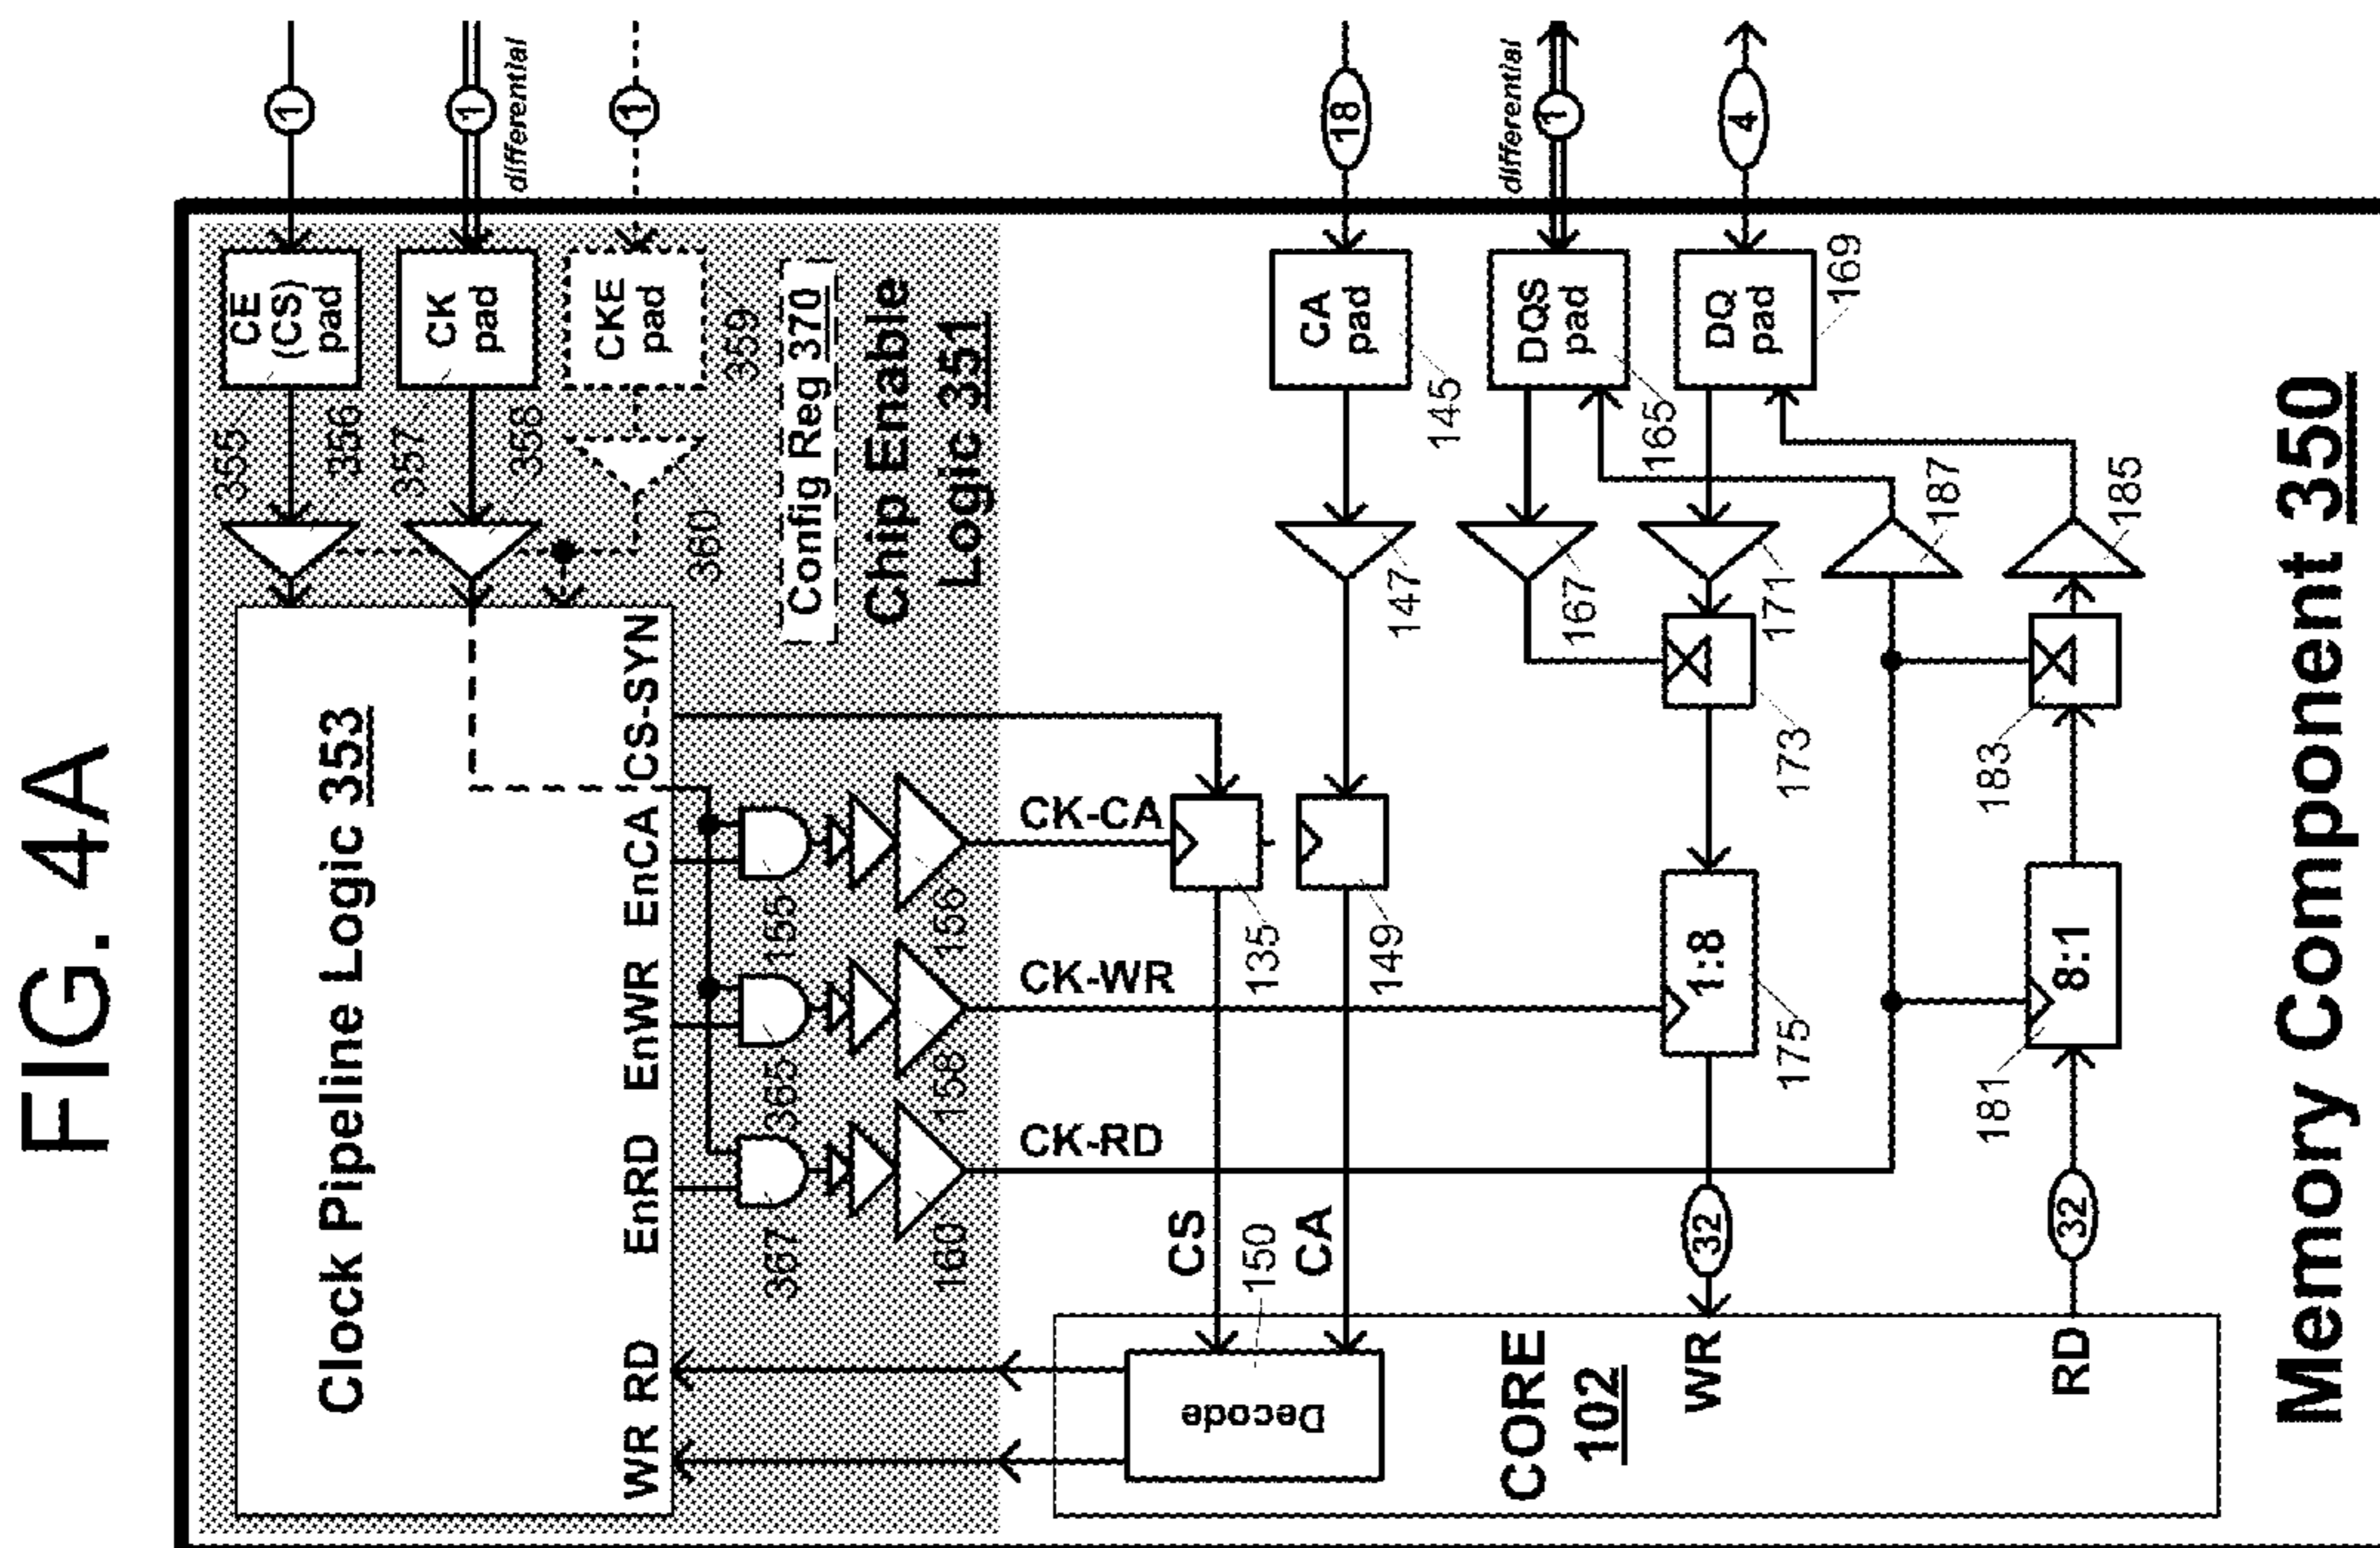 FIG. 4A
1
1
differential
1
18
differential
1
4
CE
(CS)
pad
CK
pad
CKE
pad
CA
pad
DQS
pad
DQ
pad
355
356
357
358
359
360
Config Reg 370
Chip Enable
Logic 351
145
165
169
147
167
171
187
185
Clock Pipeline Logic 353
CS-SYN
EnCA
EnWR
EnRD
RD
WR
155
365
367
156
158
160
CK-CA
CK-WR
CK-RD
135
149
173
183
1:8
175
8:1
181
CS
CA
150
Decode
32
32
CORE
102
WR
RD
Memory Component 350